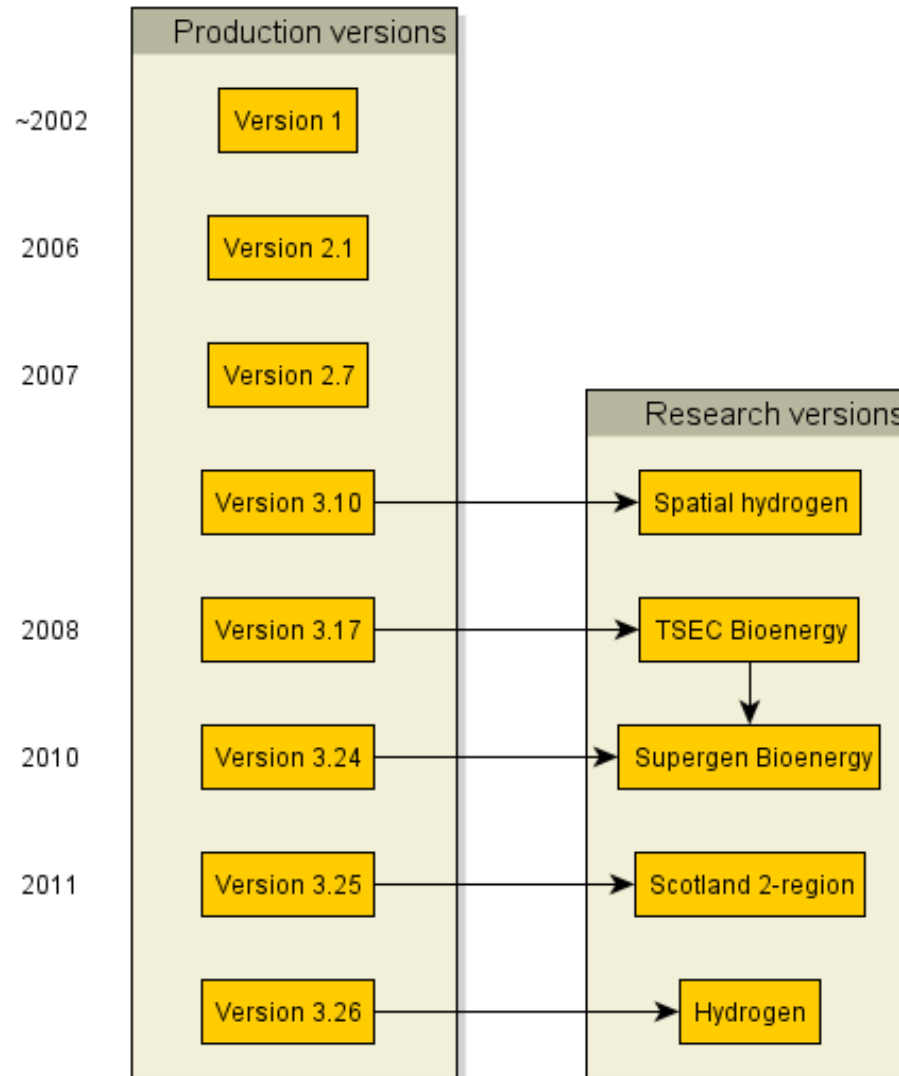 Production versions
~2002
Version 1
2006
Version 2.1
2007
Version 2.7
Research versions
Version 3.10
Spatial hydrogen
2008
Version 3.17
TSEC Bioenergy
2010
Version 3.24
Supergen Bioenergy
2011
Version 3.25
Scotland 2-region
Version 3.26
Hydrogen